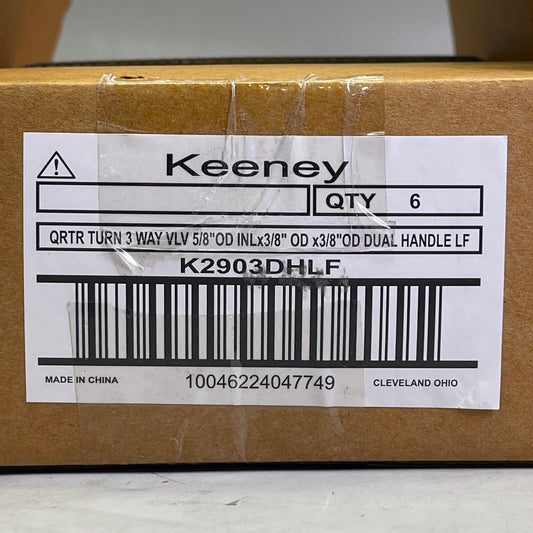 Keeney
QTY 6
QRTR TURN 3 WAY VLV 5/8"OD INLx3/8" OD x3/8"OD DUAL HANDLE LF
K2903DHLF
MADE IN CHINA 10046224047749 CLEVELAND OHIO